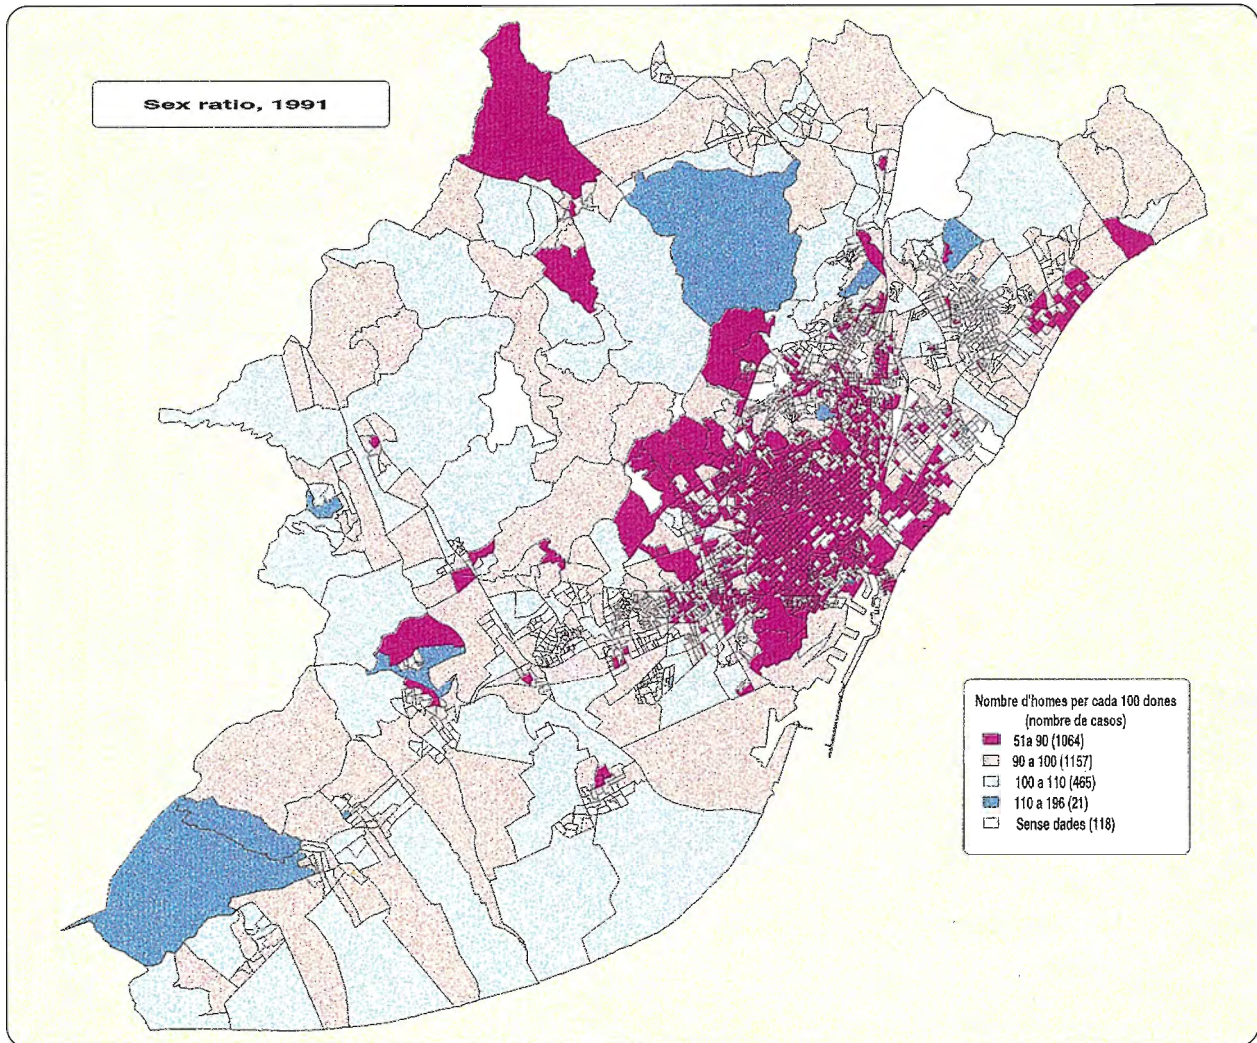 Sex ratio, 1991
Nombre d'homes per cada 100 dones
(nombre de casos)
51a 90 (1064)
90 a 100 (1157)
100 a 110 (465)
110 a 196 (21)
Sense dades (118)